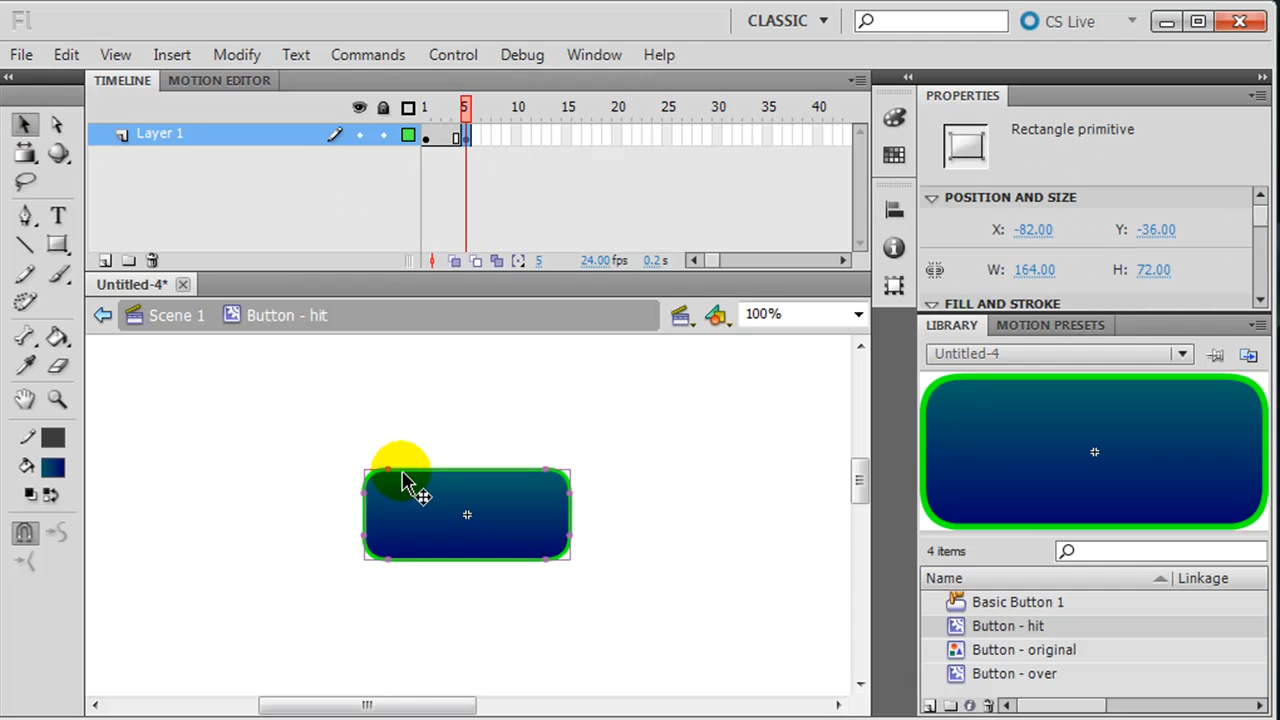 Fl
CLASSIC
CS Live
File Edit View Insert Modify Text Commands Control Debug Window Help
TIMELINE MOTION EDITOR
1 5 10 15 20 25 30 35 40
Layer 1
5 24.00 fps 0.2 s
Untitled-4*
Scene 1 Button - hit
100%
PROPERTIES
Rectangle primitive
POSITION AND SIZE
X: -82.00 Y: -36.00
W: 164.00 H: 72.00
FILL AND STROKE
LIBRARY MOTION PRESETS
Untitled-4
4 items
Name Linkage
Basic Button 1
Button - hit
Button - original
Button - over